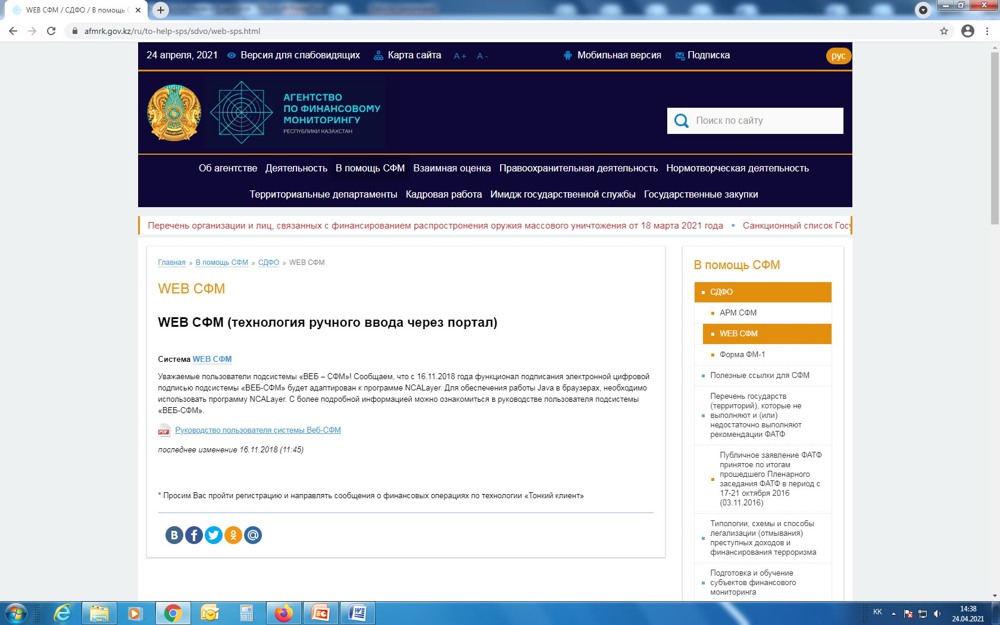 WEB СФМ / СДФО / В помощь С
afmrk.gov.kz/ru/to-help-sps/sdvo/web-sps.html
24 апреля, 2021 Версия для слабовидящих Карта сайта A + A - Мобильная версия Подписка рус
АГЕНТСТВО
ПО ФИНАНСОВОМУ
МОНИТОРИНГУ
РЕСПУБЛИКИ КАЗАХСТАН
Поиск по сайту
Об агентстве Деятельность В помощь СФМ Взаимная оценка Правоохранительная деятельность Нормотворческая деятельность
Территориальные департаменты Кадровая работа Имидж государственной службы Государственные закупки
Перечень организации и лиц, связанных с финансированием распростронения оружия массового уничтожения от 18 марта 2021 года • Санкционный список Госу
Главная » В помощь СФМ » СДФО » WEB СФМ
WEB СФМ
WEB СФМ (технология ручного ввода через портал)
Система WEB СФМ
Уважаемые пользователи подсистемы «ВЕБ – СФМ»! Сообщаем, что с 16.11.2018 года функционал подписания электронной цифровой
подписью подсистемы «ВЕБ-СФМ» будет адаптирован к программе NCALayer. Для обеспечения работы Java в браузерах, необходимо
использовать программу NCALayer. С более подробной информацией можно ознакомиться в руководстве пользователя подсистемы
«ВЕБ-СФМ».
PDF Руководство пользователя системы Веб-СФМ
последнее изменение 16.11.2018 (11:45)
* Просим Вас пройти регистрацию и направлять сообщения о финансовых операциях по технологии «Тонкий клиент»
В помощь СФМ
СДФО
АРМ СФМ
WEB СФМ
Форма ФМ-1
Полезные ссылки для СФМ
Перечень государств
(территорий), которые не
выполняют и (или)
недостаточно выполняют
рекомендации ФАТФ
Публичное заявление ФАТФ
принятое по итогам
прошедшего Пленарного
заседания ФАТФ в период с
17-21 октября 2016
(03.11.2016)
Типологии, схемы и способы
легализации (отмывания)
преступных доходов и
финансирования терроризма
Подготовка и обучение
субъектов финансового
мониторинга
KK
14:38
24.04.2021